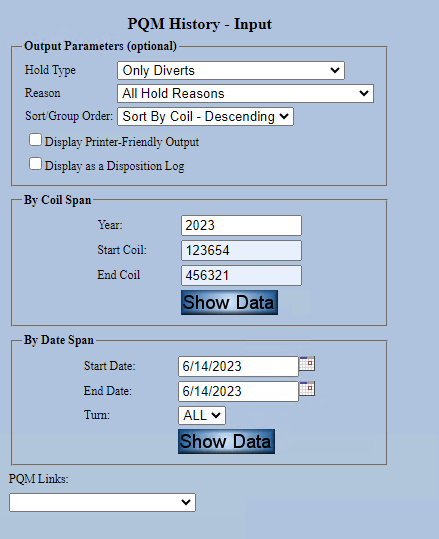 PQM History - Input
Output Parameters (optional)
Hold Type Only Diverts
Reason All Hold Reasons
Sort/Group Order: Sort By Coil - Descending
Display Printer-Friendly Output
Display as a Disposition Log
By Coil Span
Year: 2023
Start Coil: 123654
End Coil 456321
Show Data
By Date Span
Start Date: 6/14/2023
End Date: 6/14/2023
Turn: ALL
Show Data
PQM Links: